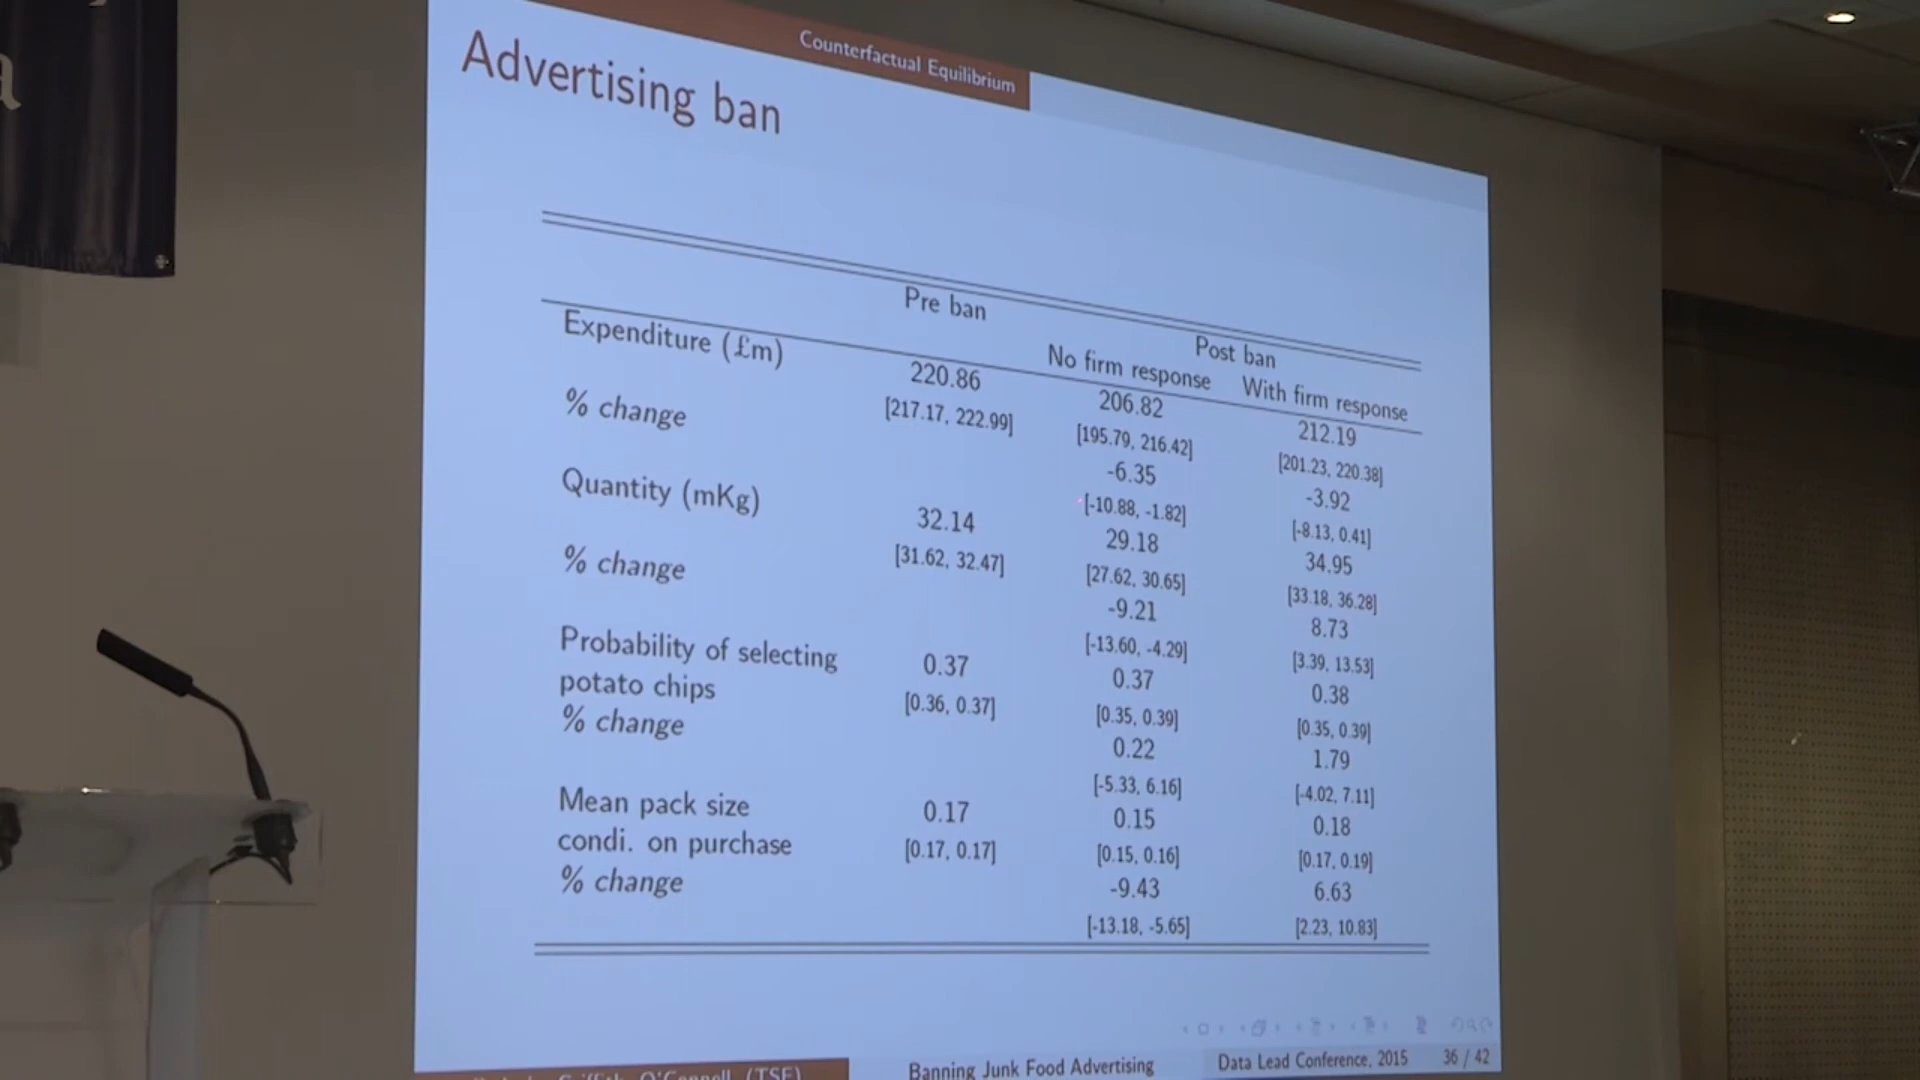 Counterfactual Equilibrium
Advertising ban
Pre ban
Post ban
No firm response
With firm response
Expenditure (£m)
220.86
206.82
212.19
[217.17, 222.99]
[195.79, 216.42]
[201.23, 220.38]
% change
-6.35
-3.92
[-10.88, -1.82]
[-8.13, 0.41]
Quantity (mKg)
32.14
29.18
34.95
[31.62, 32.47]
[27.62, 30.65]
[33.18, 36.28]
% change
-9.21
8.73
[-13.60, -4.29]
[3.39, 13.53]
Probability of selecting
potato chips
0.37
0.37
0.38
[0.36, 0.37]
[0.35, 0.39]
[0.35, 0.39]
% change
0.22
1.79
[-5.33, 6.16]
[-4.02, 7.11]
Mean pack size
condi. on purchase
0.17
0.15
0.18
[0.17, 0.17]
[0.15, 0.16]
[0.17, 0.19]
% change
-9.43
6.63
[-13.18, -5.65]
[2.23, 10.83]
Griffith, O'Connell (TSE)
Banning Junk Food Advertising
Data Lead Conference, 2015
36 / 42